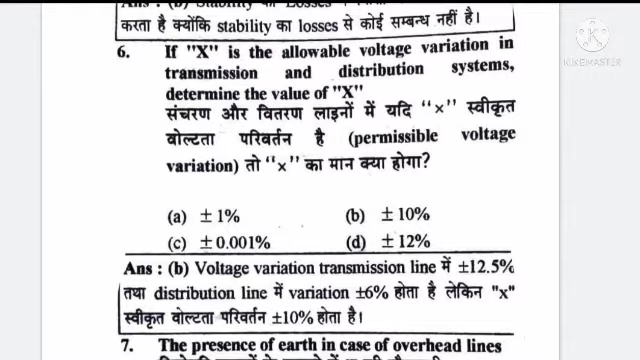 Ans : (b) Stability का Losses
करता है क्योंकि stability का losses से कोई सम्बन्ध नहीं है।
KINEMASTER
6. If "X" is the allowable voltage variation in
transmission and distribution systems,
determine the value of "X"
संचरण और वितरण लाइनों में यदि "x" स्वीकृत
वोल्टता परिवर्तन है (permissible voltage
variation) तो "x" का मान क्या होगा?
(a) ± 1% (b) ± 10%
(c) ± 0.001% (d) ± 12%
Ans : (b) Voltage variation transmission line में ±12.5%
तथा distribution line में variation ±6% होता है लेकिन "x"
स्वीकृत वोल्टता परिवर्तन ±10% होता है।
7. The presence of earth in case of overhead lines